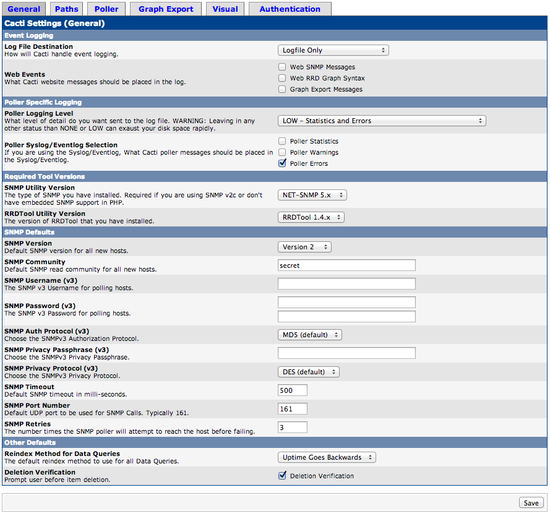 General Paths Poller Graph Export Visual Authentication
Cacti Settings (General)
Event Logging
Log File Destination
How will Cacti handle event logging.
Logfile Only
Web Events
What Cacti website messages should be placed in the log.
Web SNMP Messages
Web RRD Graph Syntax
Graph Export Messages
Poller Specific Logging
Poller Logging Level
What level of detail do you want sent to the log file. WARNING: Leaving in any
other status than NONE or LOW can exaust your disk space rapidly.
LOW - Statistics and Errors
Poller Syslog/Eventlog Selection
If you are using the Syslog/Eventlog, What Cacti poller messages should be placed in
the Syslog/Eventlog.
Poller Statistics
Poller Warnings
Poller Errors
Required Tool Versions
SNMP Utility Version
The type of SNMP you have installed. Required if you are using SNMP v2c or don't
have embedded SNMP support in PHP.
NET-SNMP 5.x
RRDTool Utility Version
The version of RRDTool that you have installed.
RRDTool 1.4.x
SNMP Defaults
SNMP Version
Default SNMP version for all new hosts.
Version 2
SNMP Community
Default SNMP read community for all new hosts.
secret
SNMP Username (v3)
The SNMP v3 Username for polling hosts.
SNMP Password (v3)
The SNMP v3 Password for polling hosts.
SNMP Auth Protocol (v3)
Choose the SNMPv3 Authorization Protocol.
MD5 (default)
SNMP Privacy Passphrase (v3)
Choose the SNMPv3 Privacy Passphrase.
SNMP Privacy Protocol (v3)
Choose the SNMPv3 Privacy Protocol.
DES (default)
SNMP Timeout
Default SNMP timeout in milli-seconds.
500
SNMP Port Number
Default UDP port to be used for SNMP Calls. Typically 161.
161
SNMP Retries
The number times the SNMP poller will attempt to reach the host before failing.
3
Other Defaults
Reindex Method for Data Queries
The default reindex method to use for all Data Queries.
Uptime Goes Backwards
Deletion Verification
Prompt user before item deletion.
Deletion Verification
Save